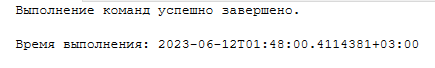 Выполнение команд успешно завершено.
Время выполнения: 2023-06-12T01:48:00.4114381+03:00